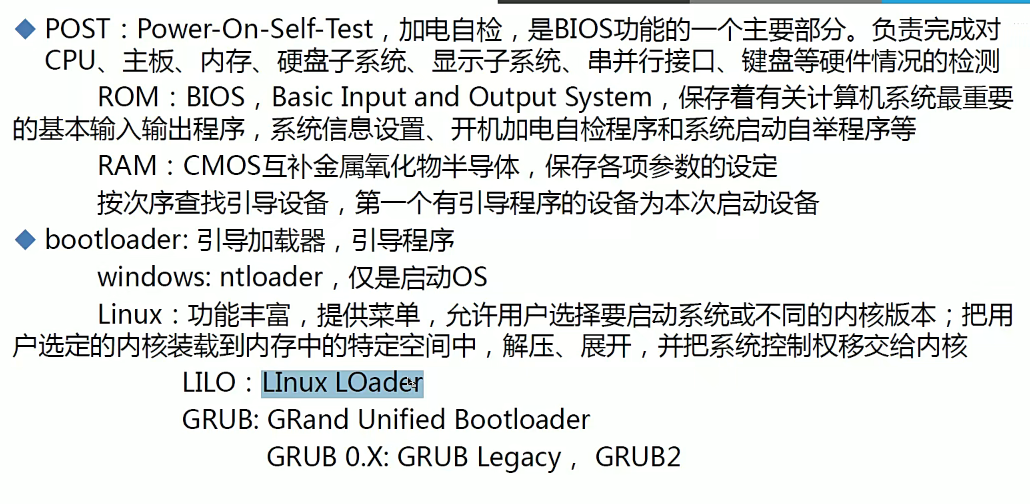 POST：Power-On-Self-Test，加电自检，是BIOS功能的一个主要部分。负责完成对
CPU、主板、内存、硬盘子系统、显示子系统、串并行接口、键盘等硬件情况的检测
ROM：BIOS，Basic Input and Output System，保存着有关计算机系统最重要
的基本输入输出程序，系统信息设置、开机加电自检程序和系统启动自举程序等
RAM：CMOS互补金属氧化物半导体，保存各项参数的设定
按次序查找引导设备，第一个有引导程序的设备为本次启动设备
bootloader: 引导加载器，引导程序
windows: ntloader，仅是启动OS
Linux：功能丰富，提供菜单，允许用户选择要启动系统或不同的内核版本；把用
户选定的内核装载到内存中的特定空间中，解压、展开，并把系统控制权移交给内核
LILO：LInux LOader
GRUB: GRand Unified Bootloader
GRUB 0.X: GRUB Legacy， GRUB2